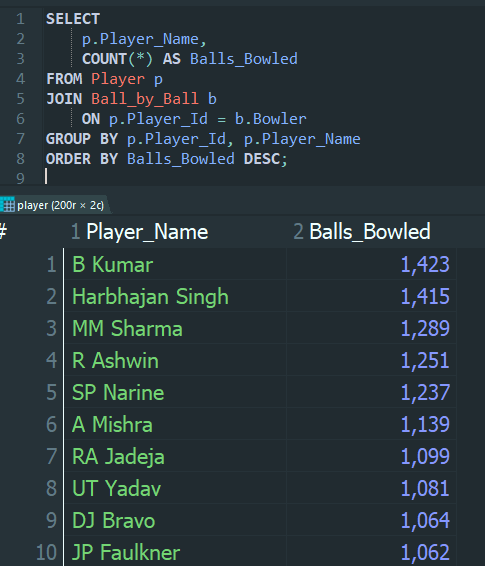 1 SELECT
2 p.Player_Name,
3 COUNT(*) AS Balls_Bowled
4 FROM Player p
5 JOIN Ball_by_Ball b
6 ON p.Player_Id = b.Bowler
7 GROUP BY p.Player_Id, p.Player_Name
8 ORDER BY Balls_Bowled DESC;
9
player (200r × 2c)
# 1 Player_Name 2 Balls_Bowled
1 B Kumar 1,423
2 Harbhajan Singh 1,415
3 MM Sharma 1,289
4 R Ashwin 1,251
5 SP Narine 1,237
6 A Mishra 1,139
7 RA Jadeja 1,099
8 UT Yadav 1,081
9 DJ Bravo 1,064
10 JP Faulkner 1,062